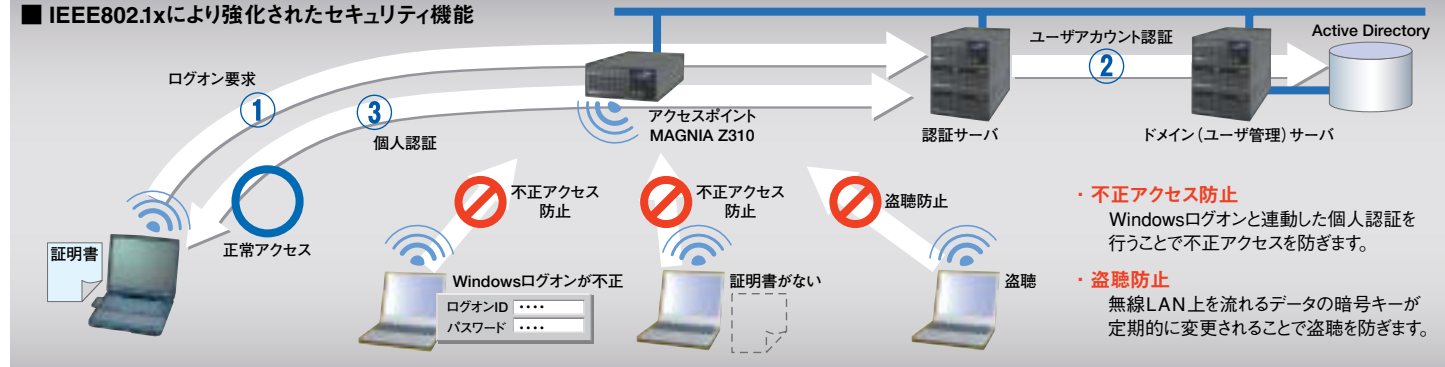 ■ IEEE802.1xにより強化されたセキュリティ機能
ログオン要求
①
③
個人認証
アクセスポイント
MAGNIA Z310
ユーザアカウント認証
②
Active Directory
認証サーバ
ドメイン(ユーザ管理)サーバ
証明書
正常アクセス
不正アクセス
防止
不正アクセス
防止
盗聴防止
Windowsログオンが不正
ログオンID ••••
パスワード ••••
証明書がない
盗聴
・不正アクセス防止
Windowsログオンと連動した個人認証を
行うことで不正アクセスを防ぎます。
・盗聴防止
無線LAN上を流れるデータの暗号キーが
定期的に変更されることで盗聴を防ぎます。